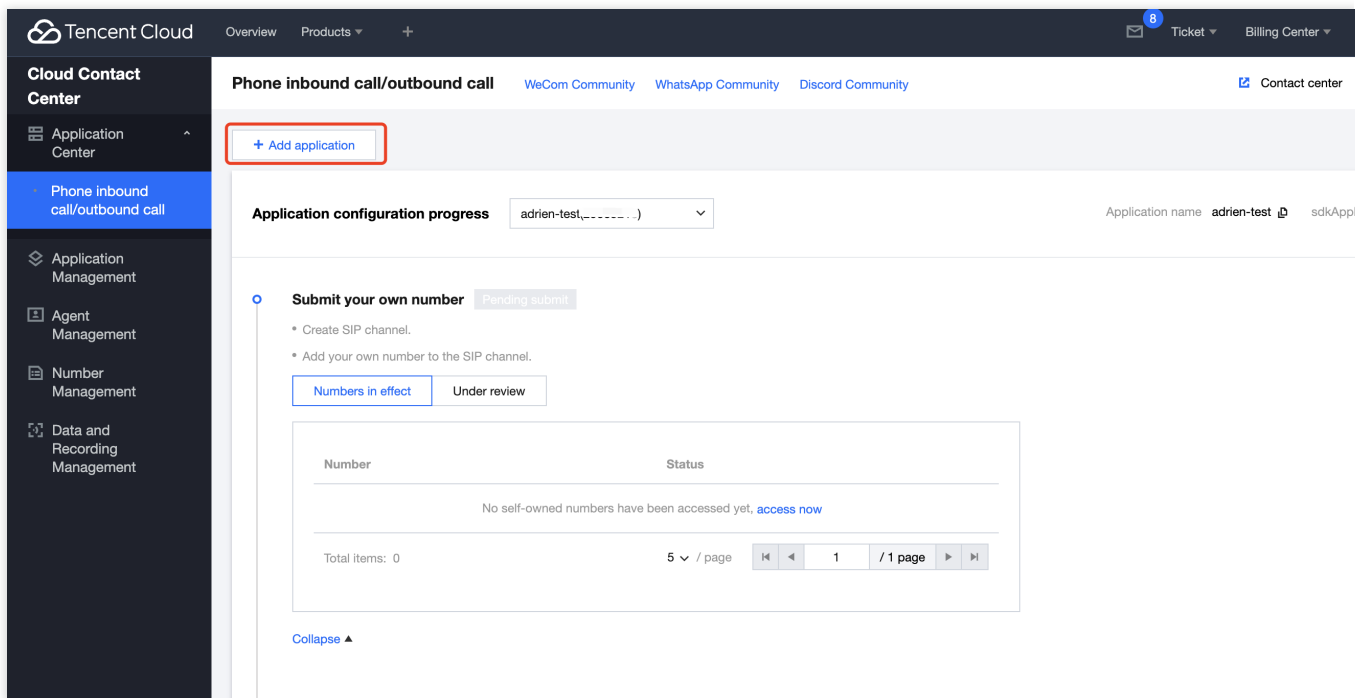 Tencent Cloud
Overview
Products
8
Ticket
Billing Center
Cloud Contact
Center
Phone inbound call/outbound call
WeCom Community
WhatsApp Community
Discord Community
Contact center
Application
Center
+ Add application
Phone inbound
call/outbound call
Application configuration progress
adrien-test(
Application name adrien-test
sdkAppl
Application
Management
Agent
Management
Number
Management
Data and
Recording
Management
Submit your own number
Pending submit
• Create SIP channel.
• Add your own number to the SIP channel.
Numbers in effect
Under review
Number
Status
No self-owned numbers have been accessed yet, access now
Total items: 0
5 / page
1
/ 1 page
Collapse